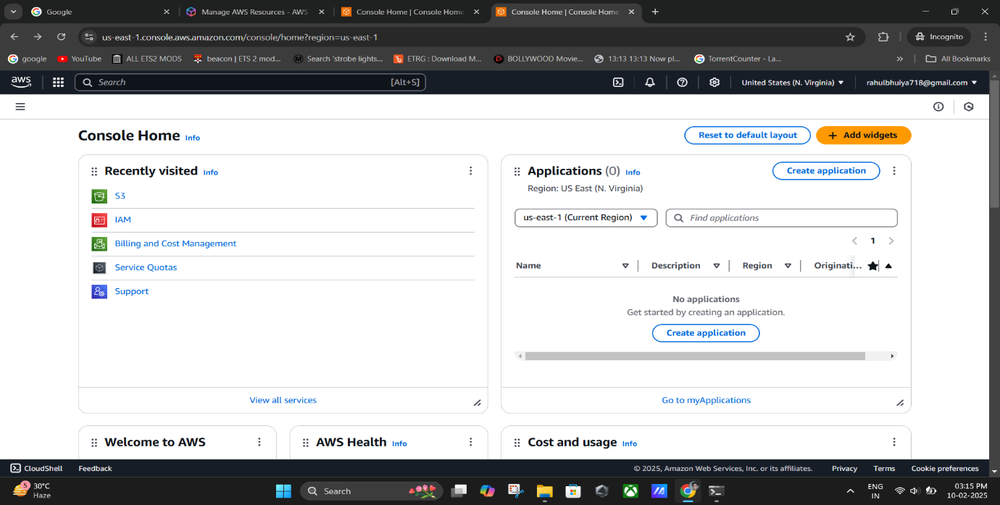 Google
Manage AWS Resources - AWS
Console Home | Console Home
Console Home | Console Home
us-east-1.console.aws.amazon.com/console/home?region=us-east-1
Incognito
google
YouTube
ALL ETS2 MODS
beacon | ETS 2 mod...
Search 'strobe lights...
ETRG : Download M...
BOLLYWOOD Movie...
13:13 13:13 Now pl...
TorrentCounter - La...
All Bookmarks
aws
Search
[Alt+S]
United States (N. Virginia)
rahulbhuiya718@gmail.com
Console Home Info
Reset to default layout
+ Add widgets
Recently visited Info
S3
IAM
Billing and Cost Management
Service Quotas
Support
View all services
Applications (0) Info
Create application
Region: US East (N. Virginia)
us-east-1 (Current Region)
Find applications
1
Name
Description
Region
Originati...
No applications
Get started by creating an application.
Create application
Go to myApplications
Welcome to AWS
AWS Health Info
Cost and usage Info
CloudShell
Feedback
© 2025, Amazon Web Services, Inc. or its affiliates.
Privacy
Terms
Cookie preferences
5
30°C
Haze
Search
ENG
IN
03:15 PM
10-02-2025